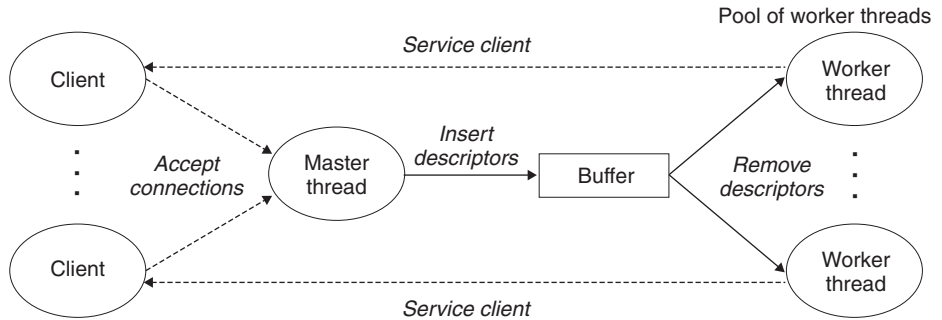 Pool of worker threads
Service client
Client
Worker
thread
Accept
connections
Master
thread
Insert
descriptors
Buffer
Remove
descriptors
Client
Worker
thread
Service client